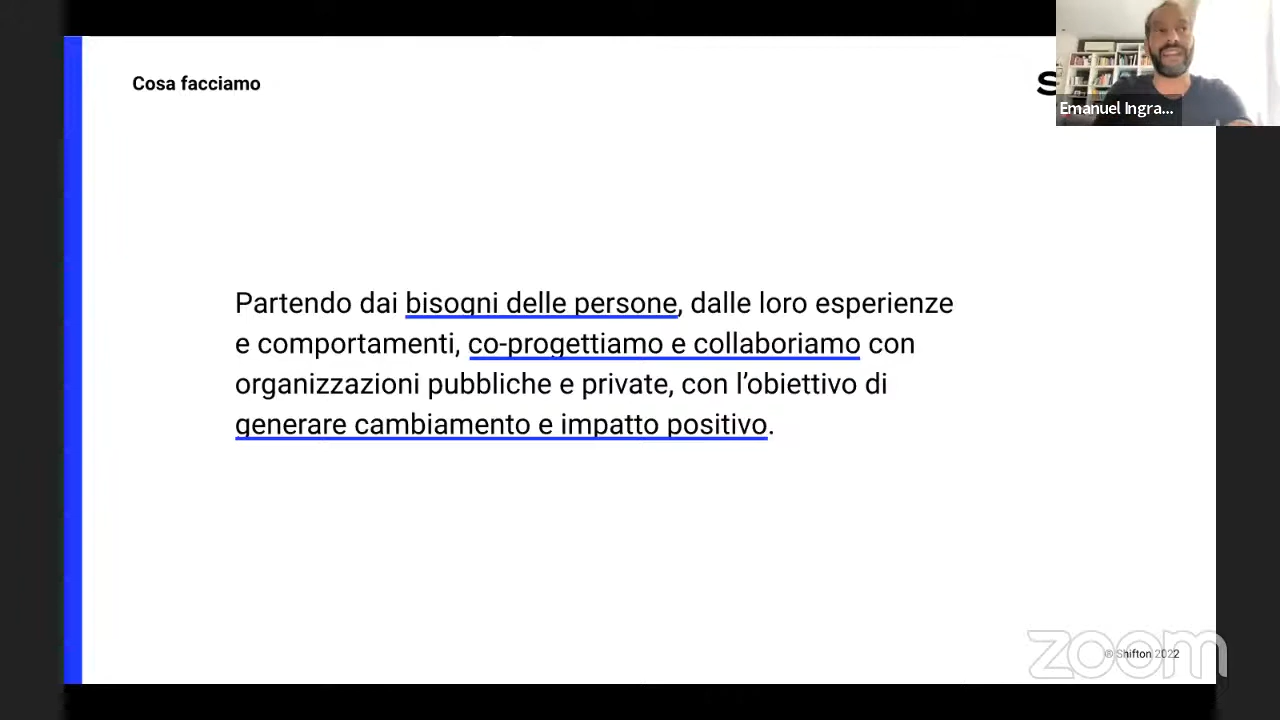 Cosa facciamo
S
Emanuel Ingra...
Partendo dai bisogni delle persone, dalle loro esperienze
e comportamenti, co-progettiamo e collaboriamo con
organizzazioni pubbliche e private, con l’obiettivo di
generare cambiamento e impatto positivo.
© Shifton 2022
zoom